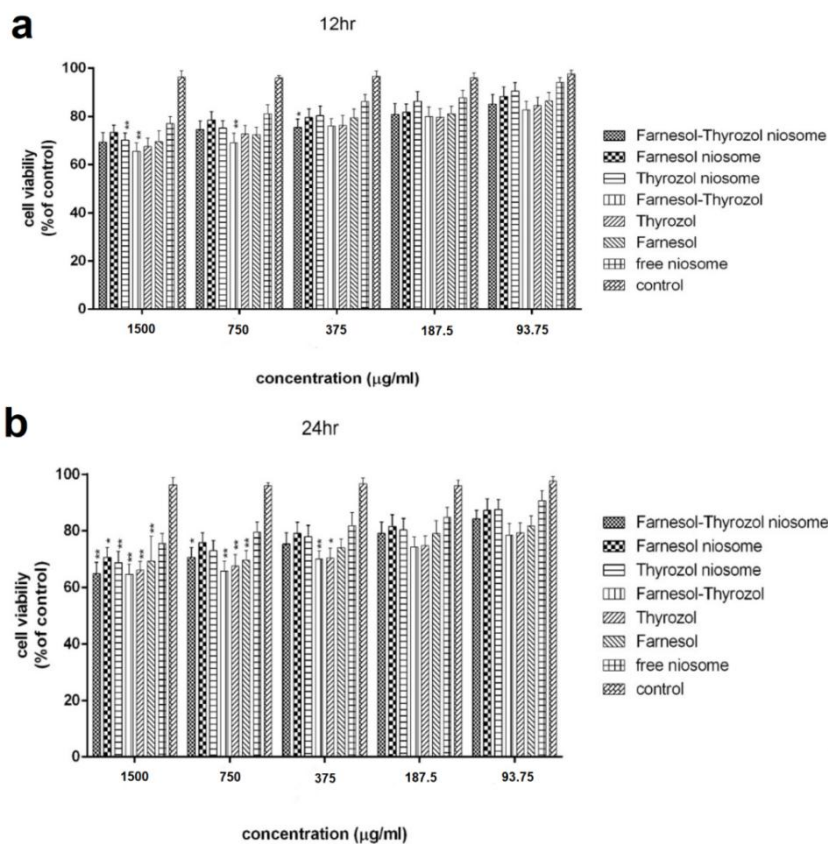 a
12hr
cell viabiliy
(% of control)
100
80
60
40
20
0
**
**
**
*
1500
750
375
187.5
93.75
concentration (μg/ml)
Farnesol-Thyrozol niosome
Farnesol niosome
Thyrozol niosome
Farnesol-Thyrozol
Thyrozol
Farnesol
free niosome
control
b
24hr
cell viabiliy
(% of control)
100
80
60
40
20
0
**
*
**
**
**
**
*
**
**
**
**
*
1500
750
375
187.5
93.75
concentration (μg/ml)
Farnesol-Thyrozol niosome
Farnesol niosome
Thyrozol niosome
Farnesol-Thyrozol
Thyrozol
Farnesol
free niosome
control